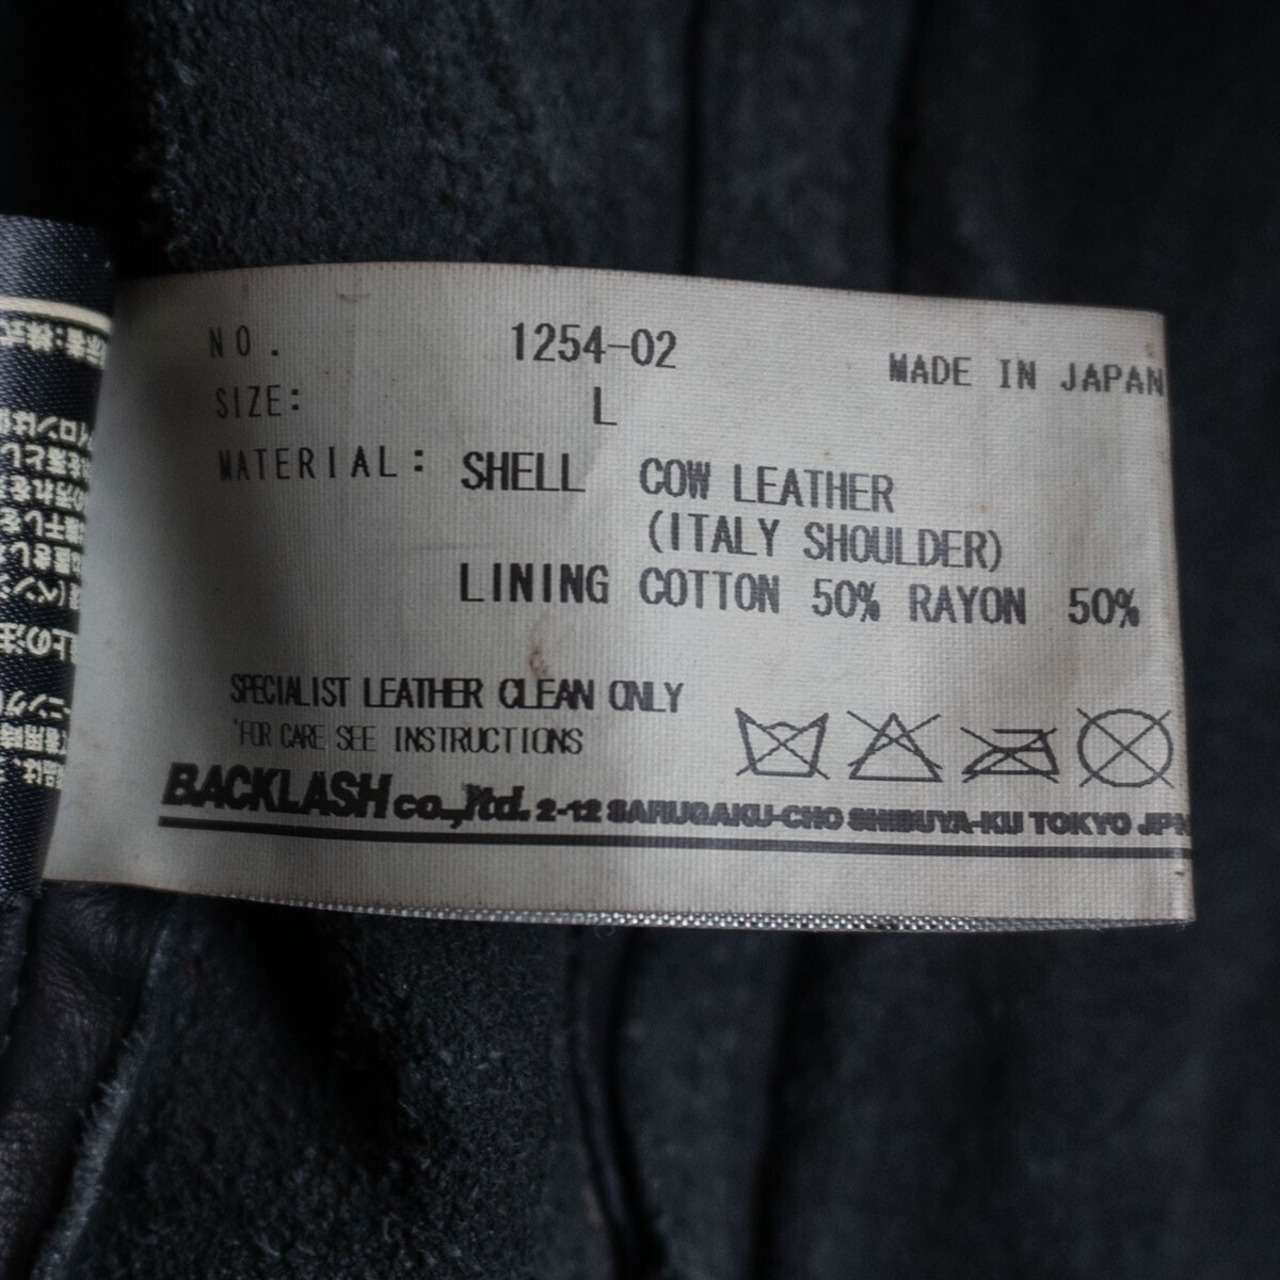 NO. 1254-02 MADE IN JAPAN
SIZE: L
MATERIAL: SHELL COW LEATHER
(ITALY SHOULDER)
LINING COTTON 50% RAYON 50%
SPECIALIST LEATHER CLEAN ONLY
*FOR CARE SEE INSTRUCTIONS
BACKLASH co.,ltd. 2-12 SARUGAKU-CHO SHIBUYA-KU TOKYO JPN